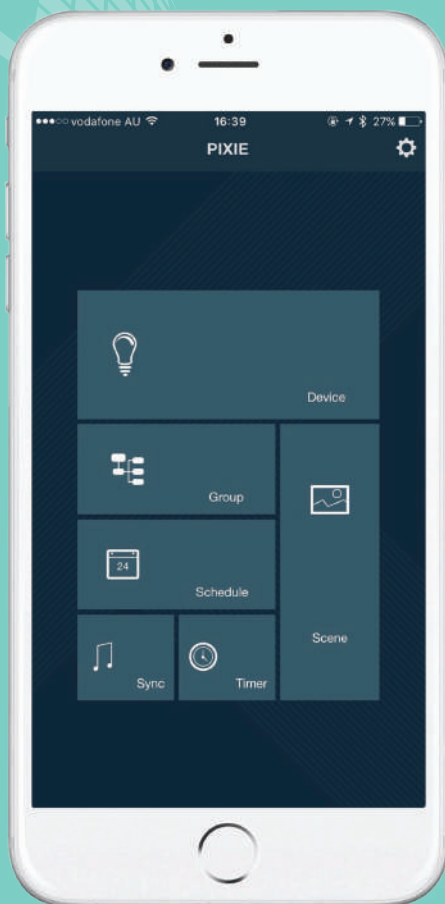 vodafone AU 16:39 27%
PIXIE
Device
Group
24
Schedule
Scene
Sync
Timer